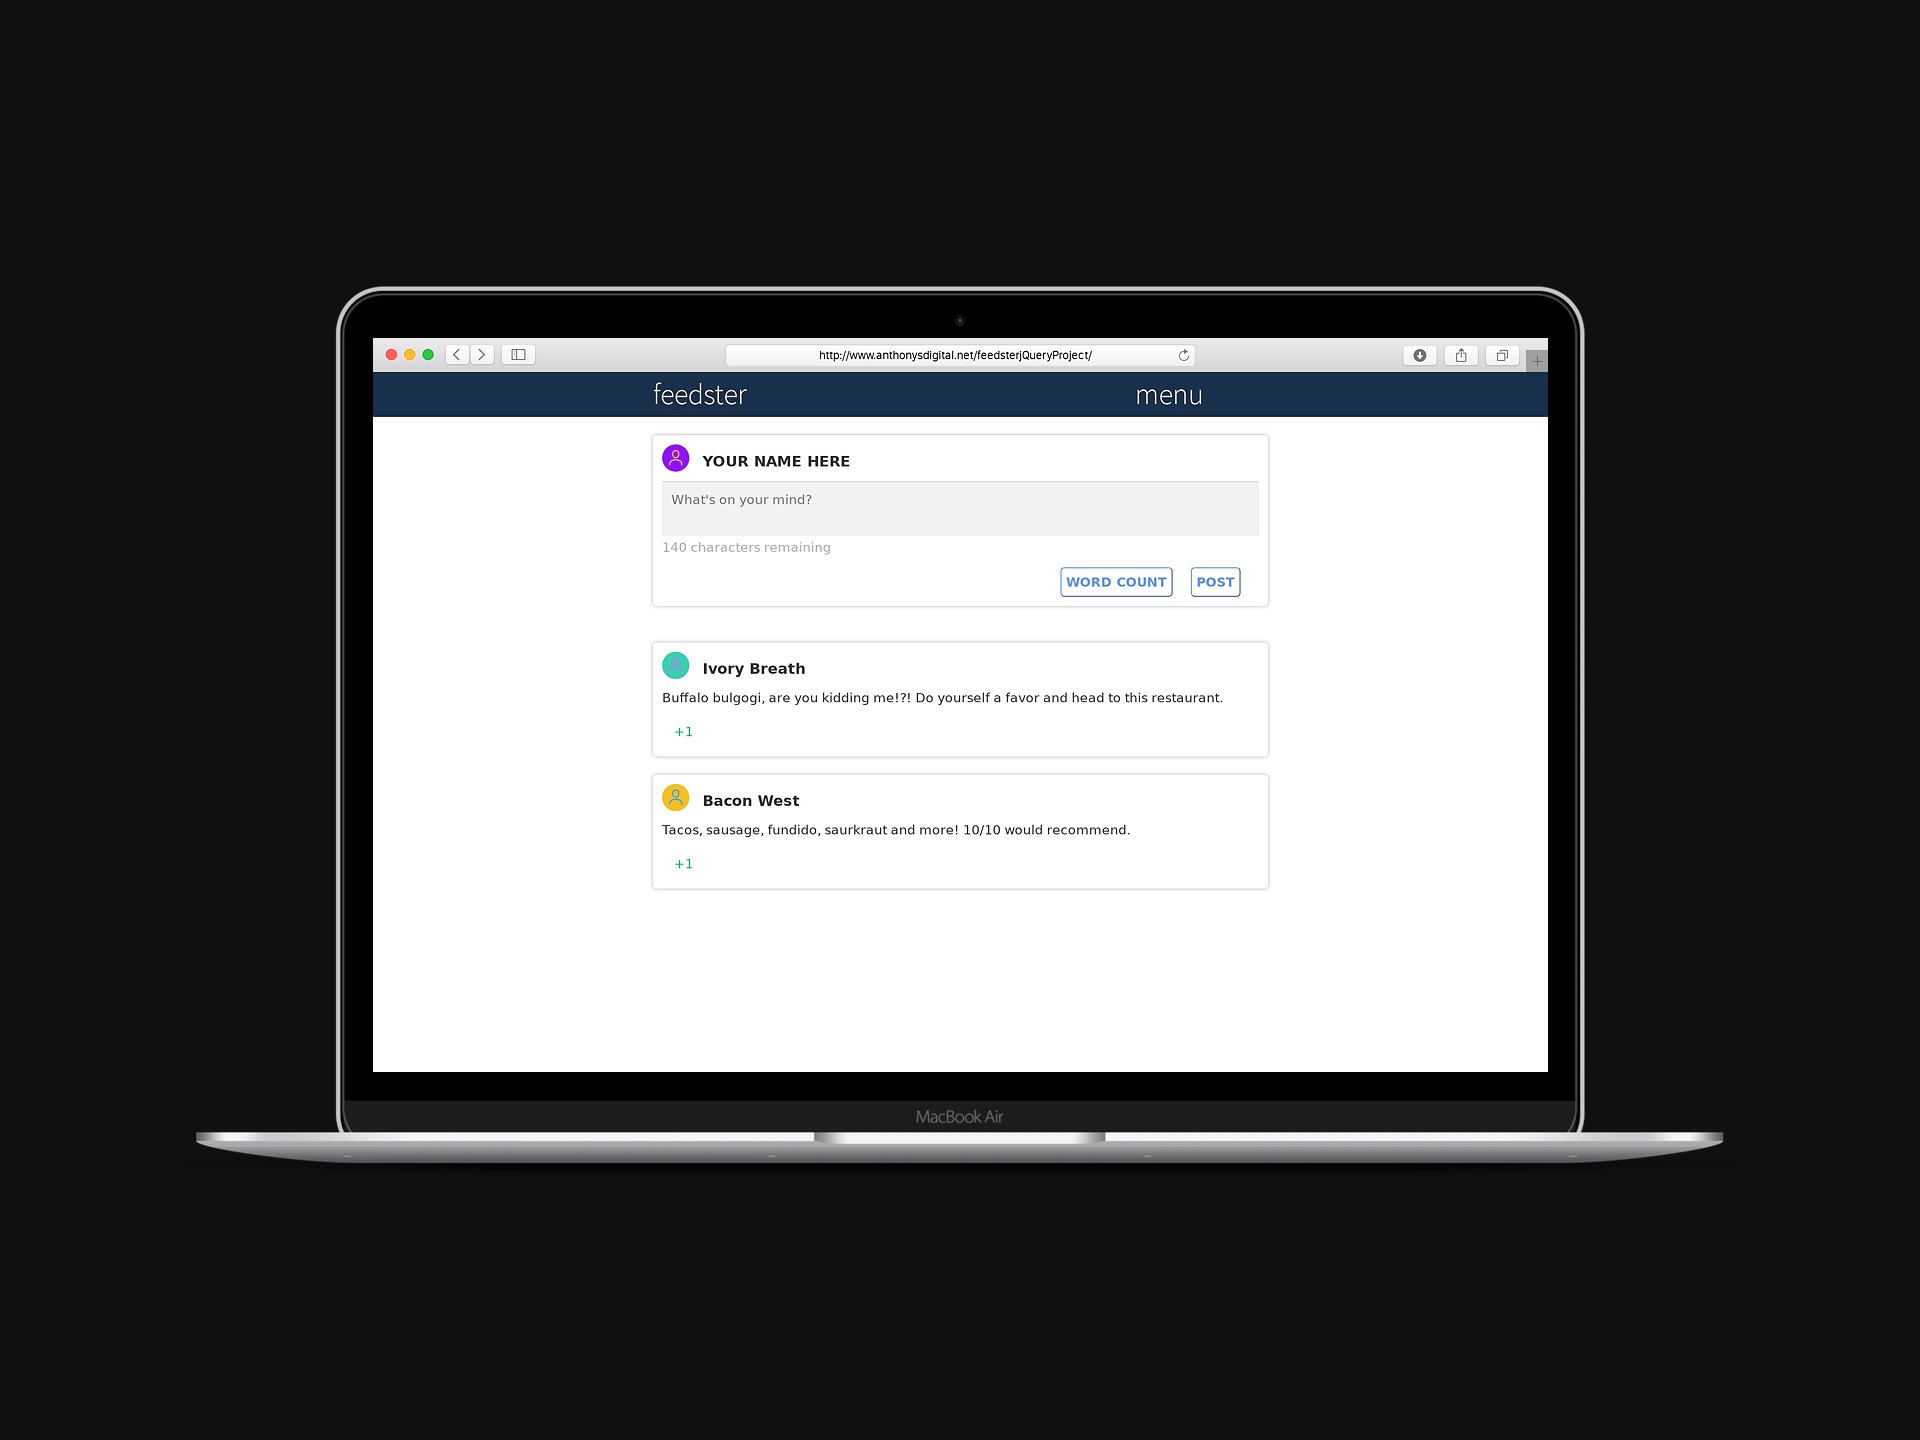 http://www.anthonysdigital.net/feedsterjQueryProject/
feedster menu
YOUR NAME HERE
What's on your mind?
140 characters remaining
WORD COUNT POST
Ivory Breath
Buffalo bulgogi, are you kidding me!?! Do yourself a favor and head to this restaurant.
+1
Bacon West
Tacos, sausage, fundido, saurkraut and more! 10/10 would recommend.
+1
MacBook Air